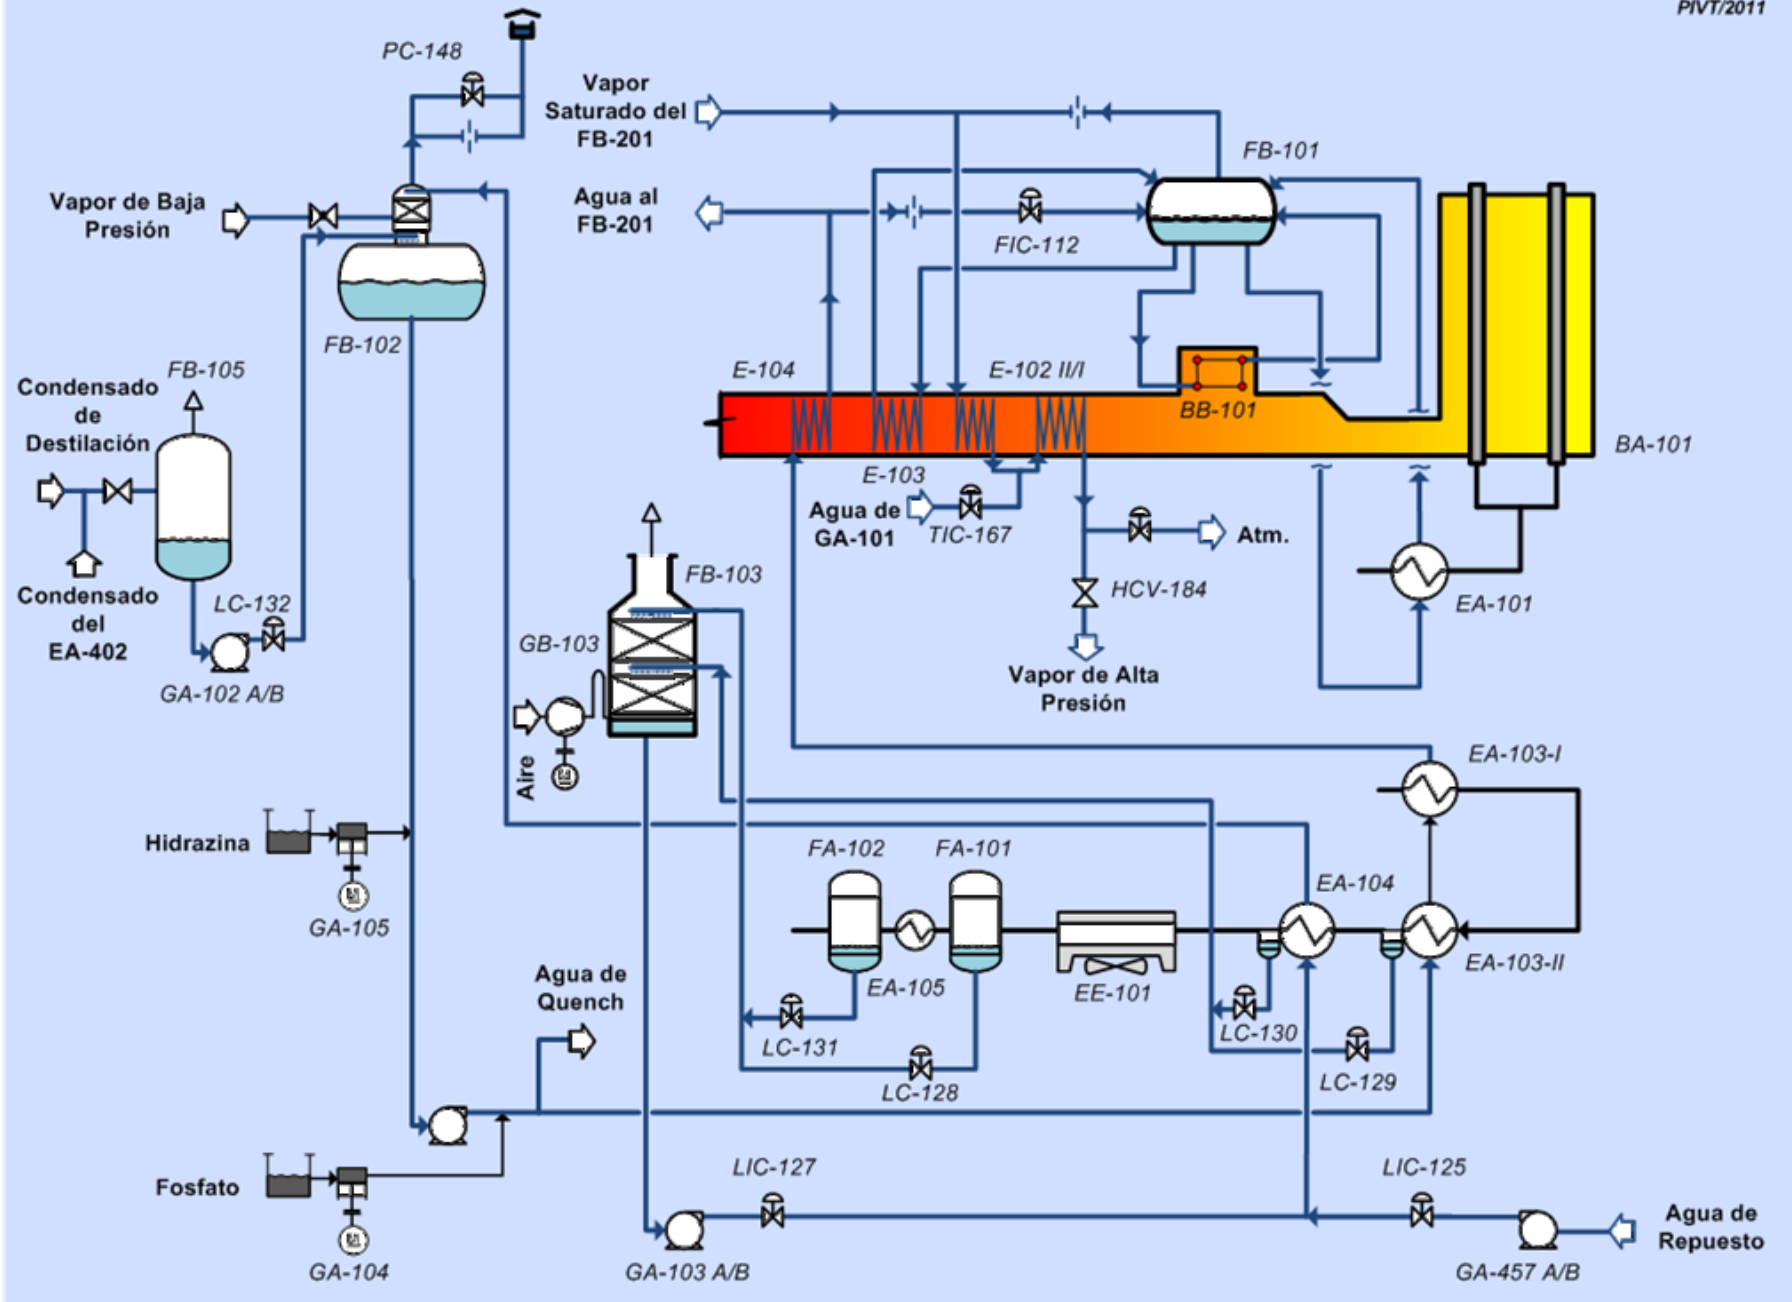 PIVT/2011
PC-148
Vapor
Saturado del
FB-201
FB-101
Vapor de Baja
Presión
Agua al
FB-201
FIC-112
FB-102
FB-105
E-104
E-102 II/I
Condensado
de
Destilación
BB-101
BA-101
E-103
Agua de
GA-101
TIC-167
Atm.
FB-103
HCV-184
EA-101
Condensado
del
EA-402
LC-132
GB-103
GA-102 A/B
Vapor de Alta
Presión
Aire
EA-103-I
Hidrazina
FA-102
FA-101
EA-104
GA-105
EA-103-II
Agua de
Quench
EA-105
EE-101
LC-131
LC-130
LC-128
LC-129
Fosfato
LIC-127
LIC-125
Agua de
Repuesto
GA-104
GA-103 A/B
GA-457 A/B